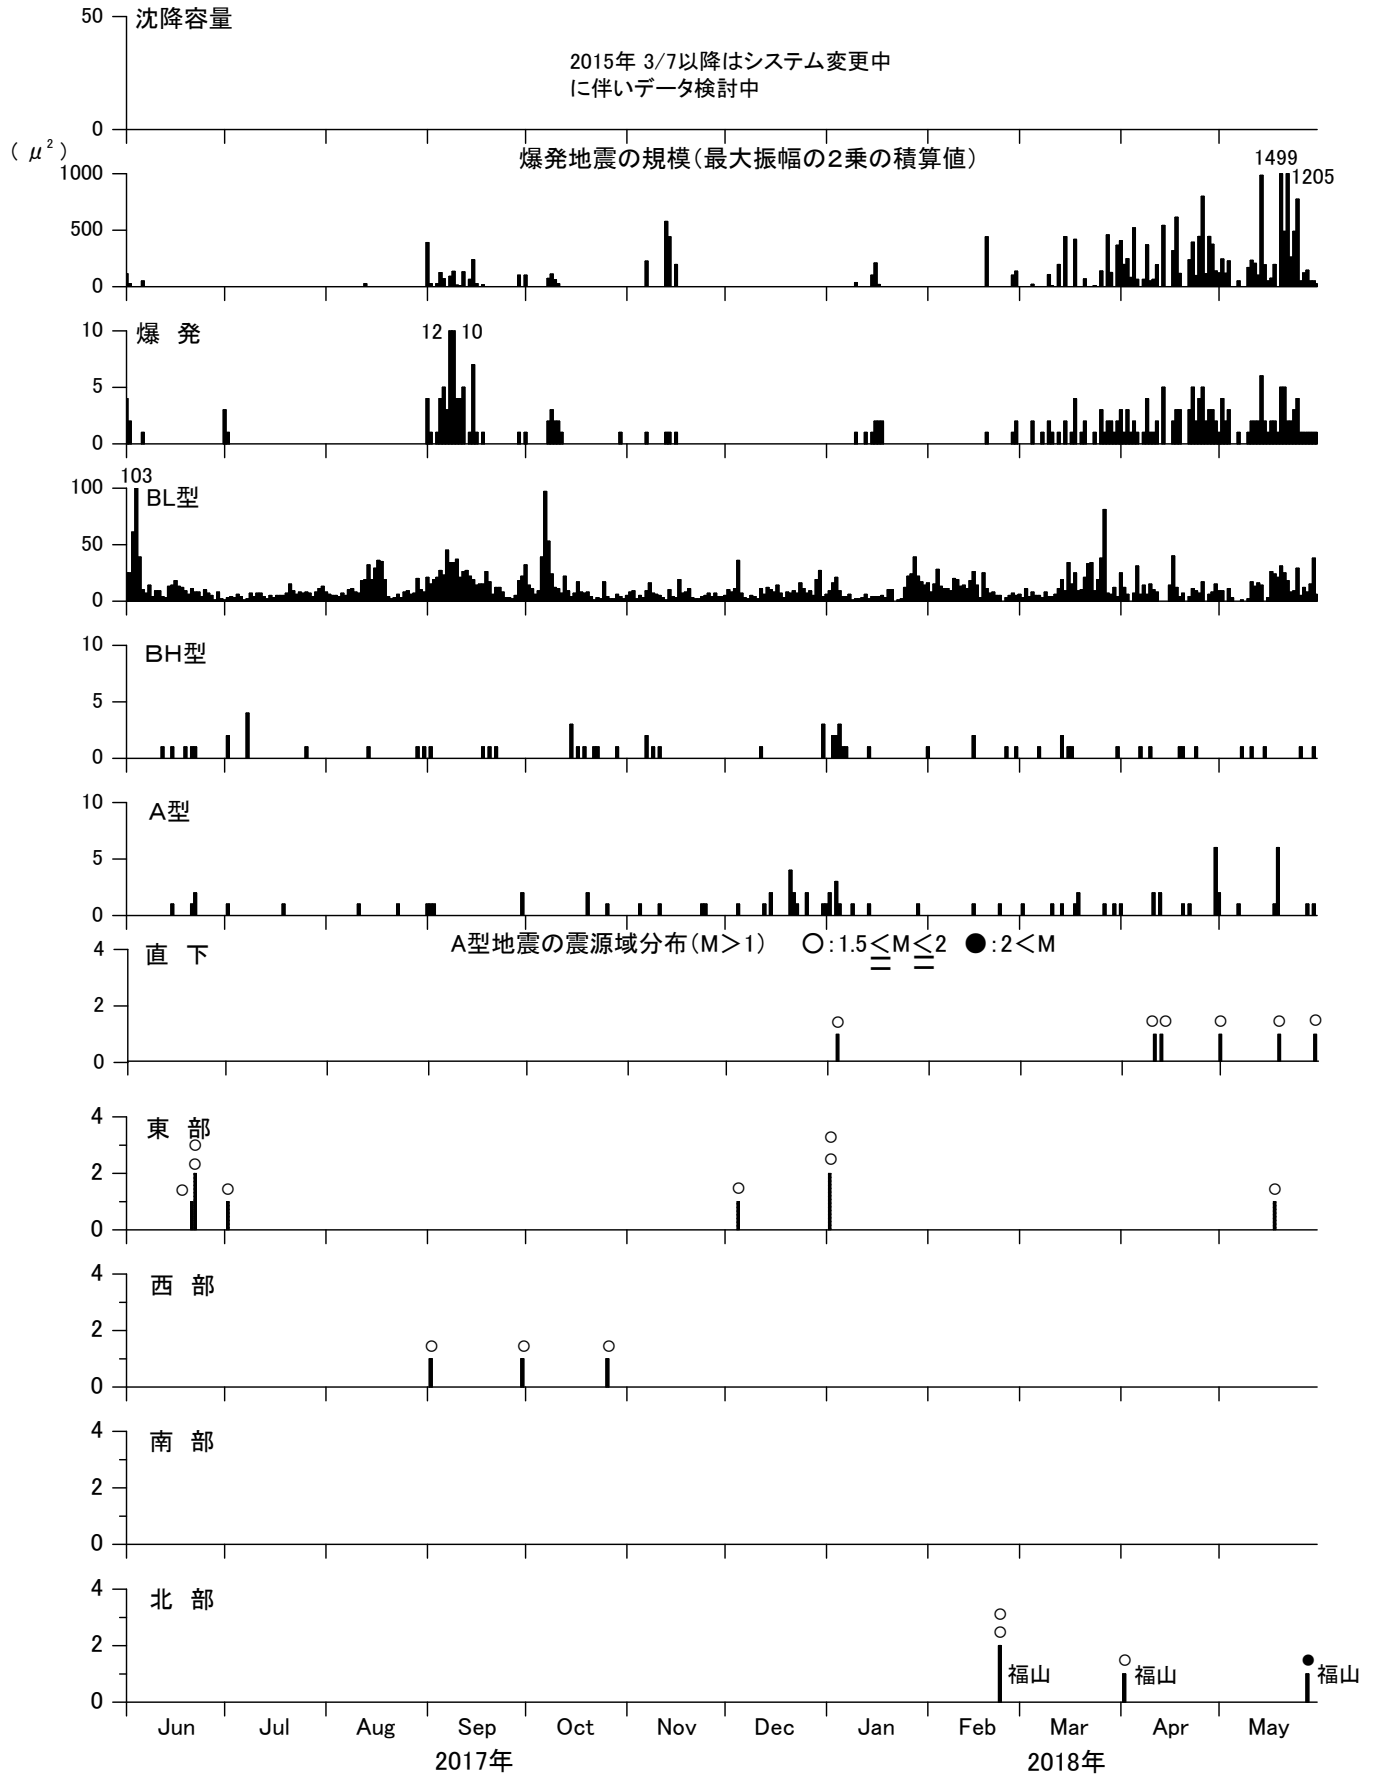 50
沈降容量
2015年 3/7以降はシステム変更中
に伴いデータ検討中
0
(μ²)
爆発地震の規模(最大振幅の2乗の積算値)
1499
1205
1000
500
0
10
爆 発
12
10
5
0
103
100
BL型
50
0
10
BH型
5
0
10
A型
5
0
A型地震の震源域分布(M>1) ○:1.5≦M≦2 ●:2<M
4
直 下
2
0
4
東 部
2
0
4
西 部
2
0
4
南 部
2
0
4
北 部
2
福山
福山
福山
0
Jun Jul Aug Sep Oct Nov Dec Jan Feb Mar Apr May
2017年 2018年